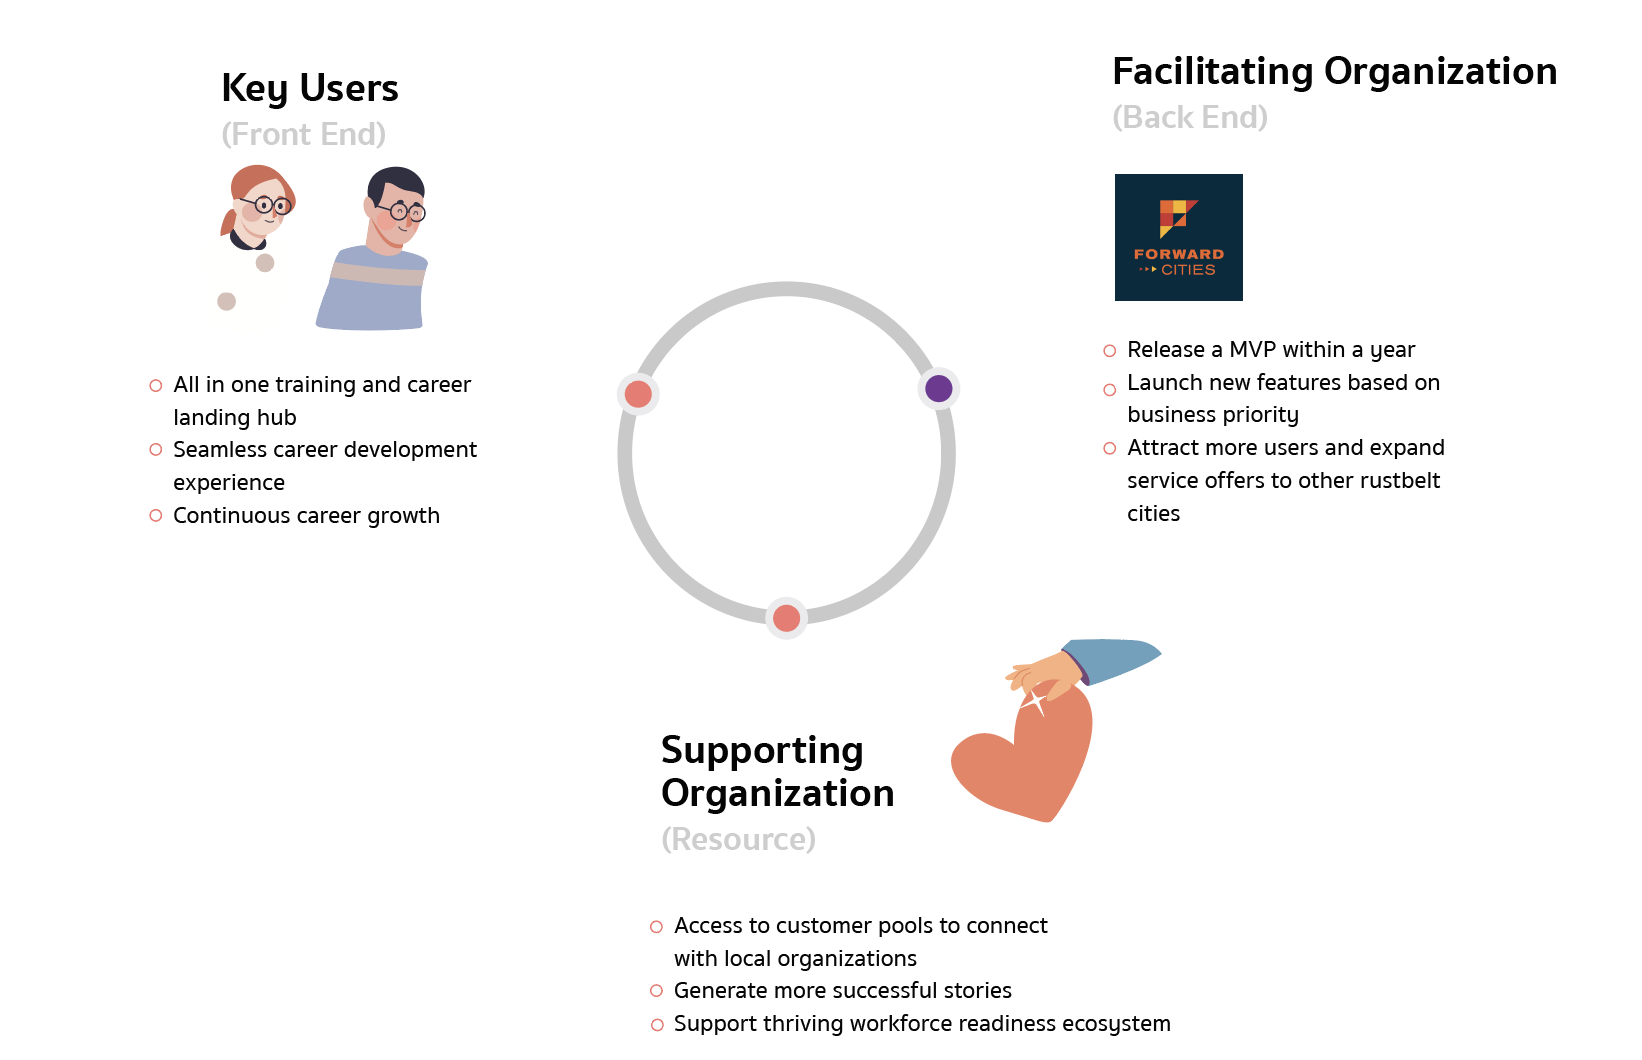 Key Users
(Front End)
All in one training and career
landing hub
Seamless career development
experience
Continuous career growth
Facilitating Organization
(Back End)
FORWARD
CITIES
Release a MVP within a year
Launch new features based on
business priority
Attract more users and expand
service offers to other rustbelt
cities
Supporting
Organization
(Resource)
Access to customer pools to connect
with local organizations
Generate more successful stories
Support thriving workforce readiness ecosystem